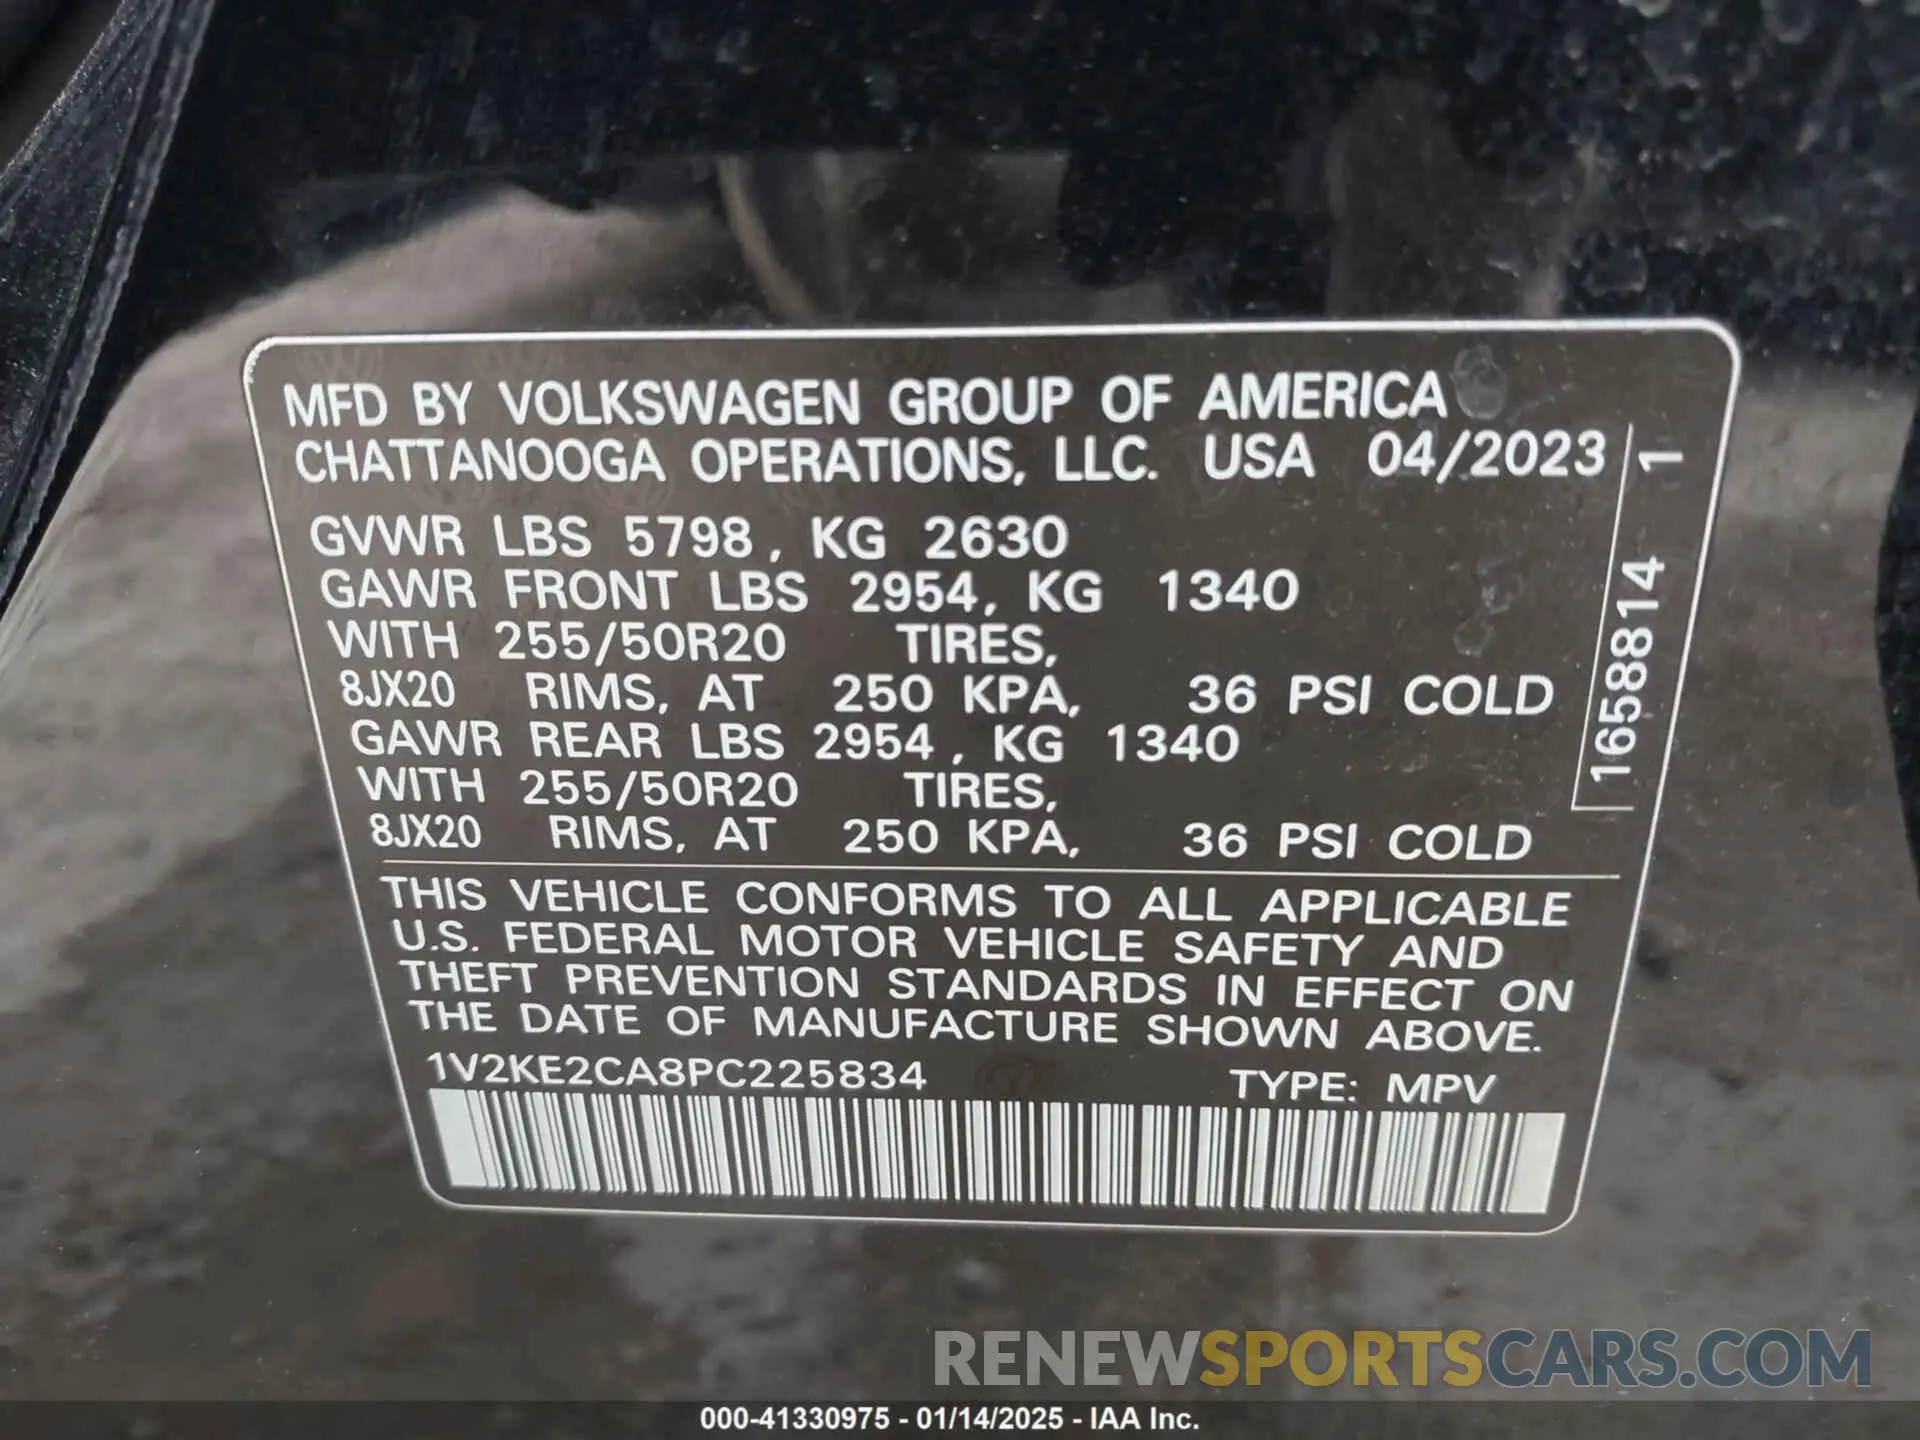 MFD BY VOLKSWAGEN GROUP OF AMERICA
CHATTANOOGA OPERATIONS, LLC. USA 04/2023
GVWR LBS 5798, KG 2630
GAWR FRONT LBS 2954, KG 1340
WITH 255/50R20 TIRES,
8JX20 RIMS, AT 250 KPA, 36 PSI COLD
GAWR REAR LBS 2954, KG 1340
WITH 255/50R20 TIRES,
8JX20 RIMS, AT 250 KPA, 36 PSI COLD
1658814 1
THIS VEHICLE CONFORMS TO ALL APPLICABLE
U.S. FEDERAL MOTOR VEHICLE SAFETY AND
THEFT PREVENTION STANDARDS IN EFFECT ON
THE DATE OF MANUFACTURE SHOWN ABOVE.
1V2KE2CA8PC225834 TYPE: MPV
RENEWSPORTSCARS.COM
000-41330975 - 01/14/2025 - IAA Inc.